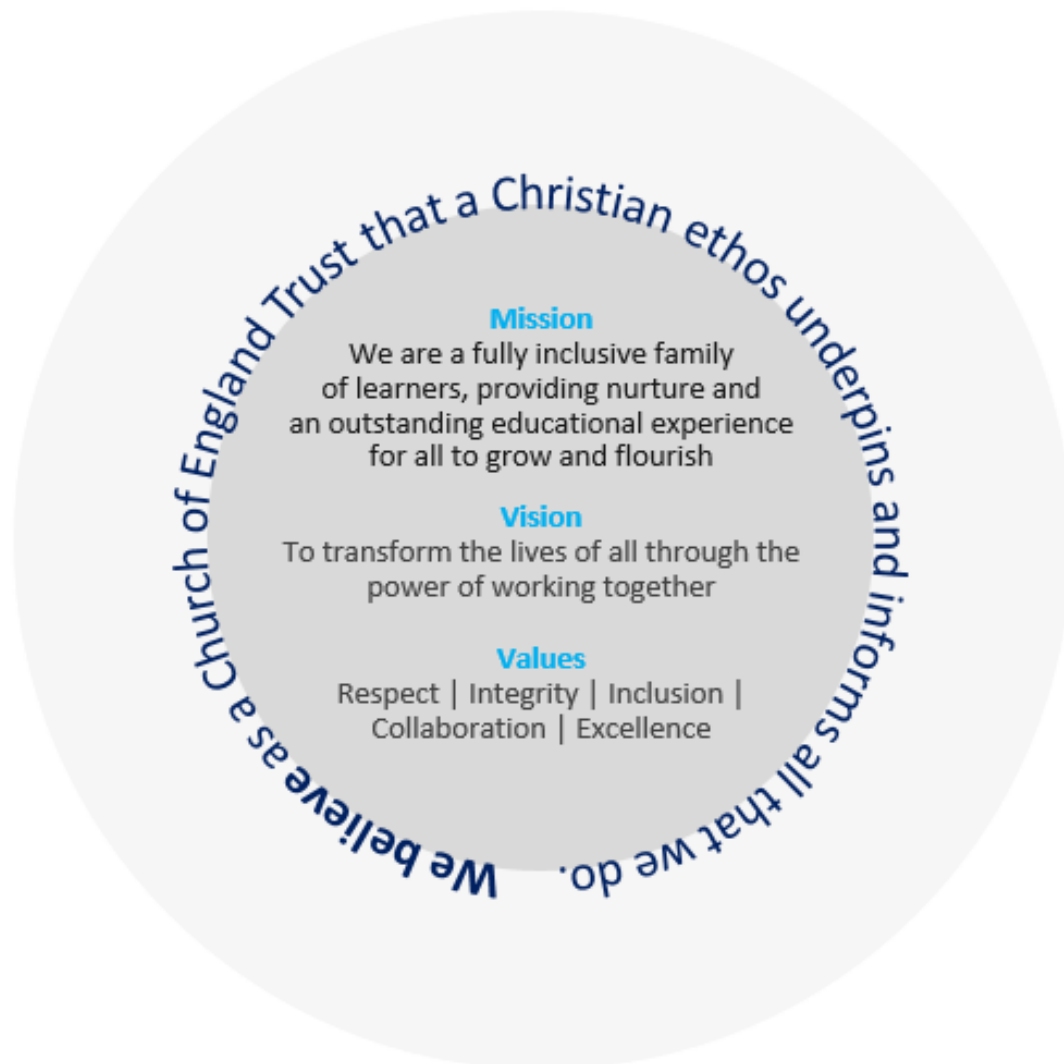 We believe as a Church of England Trust that a Christian ethos underpins and informs all that we do.
Mission
We are a fully inclusive family
of learners, providing nurture and
an outstanding educational experience
for all to grow and flourish
Vision
To transform the lives of all through the
power of working together
Values
Respect | Integrity | Inclusion |
Collaboration | Excellence